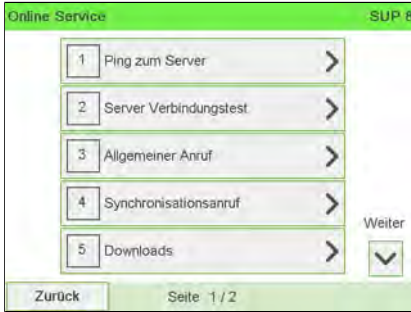 Online Service SUP 8
1 Ping zum Server
2 Server Verbindungstest
3 Allgemeiner Anruf
4 Synchronisationsanruf
Weiter
5 Downloads
Zurück Seite 1/2